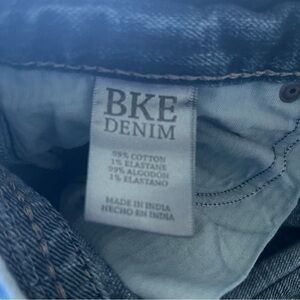 BKE
DENIM
99% COTTON
1% ELASTANE
99% ALGODÓN
1% ELASTANO
MADE IN INDIA
HECHO EN INDIA